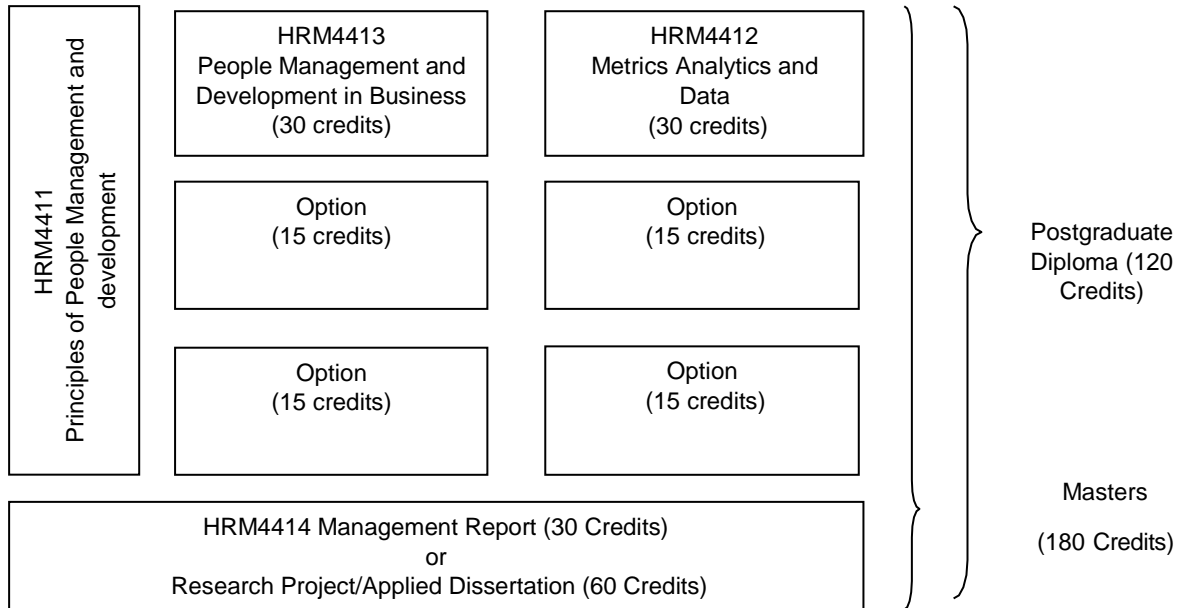 HRM4411
Principles of People Management and
development
HRM4413
People Management and
Development in Business
(30 credits)
HRM4412
Metrics Analytics and
Data
(30 credits)
Option
(15 credits)
Option
(15 credits)
Option
(15 credits)
Option
(15 credits)
HRM4414 Management Report (30 Credits)
or
Research Project/Applied Dissertation (60 Credits)
Postgraduate
Diploma (120
Credits)
Masters
(180 Credits)